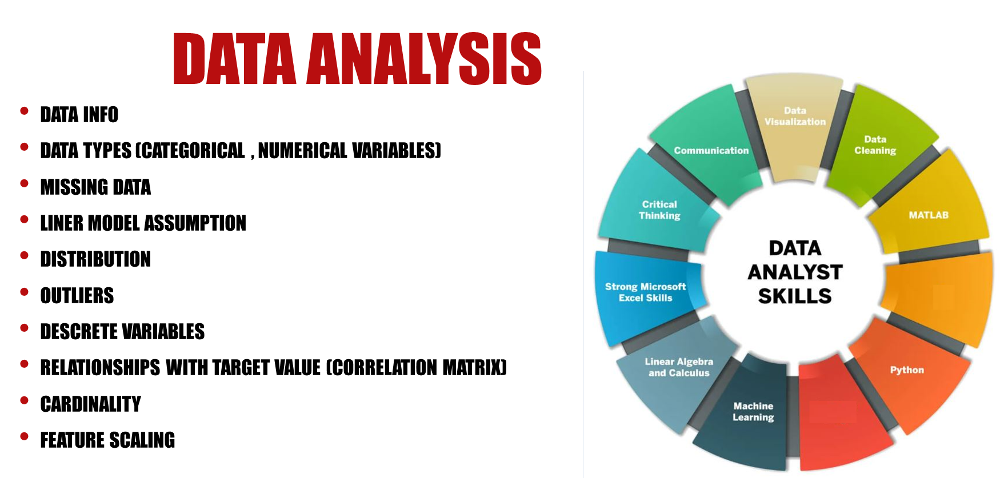 DATA ANALYSIS
• DATA INFO
• DATA TYPES (CATEGORICAL , NUMERICAL VARIABLES)
• MISSING DATA
• LINER MODEL ASSUMPTION
• DISTRIBUTION
• OUTLIERS
• DESCRETE VARIABLES
• RELATIONSHIPS WITH TARGET VALUE (CORRELATION MATRIX)
• CARDINALITY
• FEATURE SCALING
Data
Visualization
Data
Cleaning
MATLAB
Python
Machine
Learning
Linear Algebra
and Calculus
Strong Microsoft
Excel Skills
Critical
Thinking
Communication
DATA
ANALYST
SKILLS